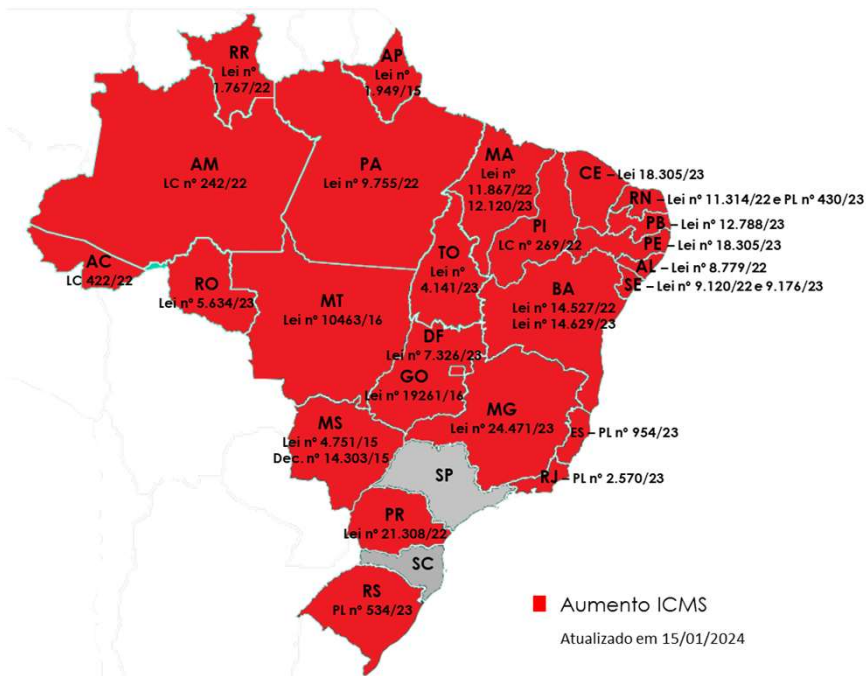 RR
Lei nº
1.767/22
AP
Lei nº
1.949/15
AM
LC nº 242/22
PA
Lei nº 9.755/22
MA
Lei nº
11.867/22
12.120/23
CE – Lei 18.305/23
RN – Lei nº 11.314/22 e PL nº 430/23
PI
LC nº 269/22
PB – Lei nº 12.788/23
PE – Lei nº 18.305/23
AC
LC 422/22
TO
Lei nº
4.141/23
AL – Lei nº 8.779/22
SE – Lei nº 9.120/22 e 9.176/23
RO
Lei nº 5.634/23
MT
Lei nº 10463/16
BA
Lei nº 14.527/22
Lei nº 14.629/23
DF
Lei nº 7.326/23
GO
Lei nº 19261/16
MG
Lei nº 24.471/23
MS
Lei nº 4.751/15
Dec. nº 14.303/15
ES – PL nº 954/23
SP
RJ – PL nº 2.570/23
PR
Lei nº 21.308/22
SC
RS
PL nº 534/23
Aumento ICMS
Atualizado em 15/01/2024